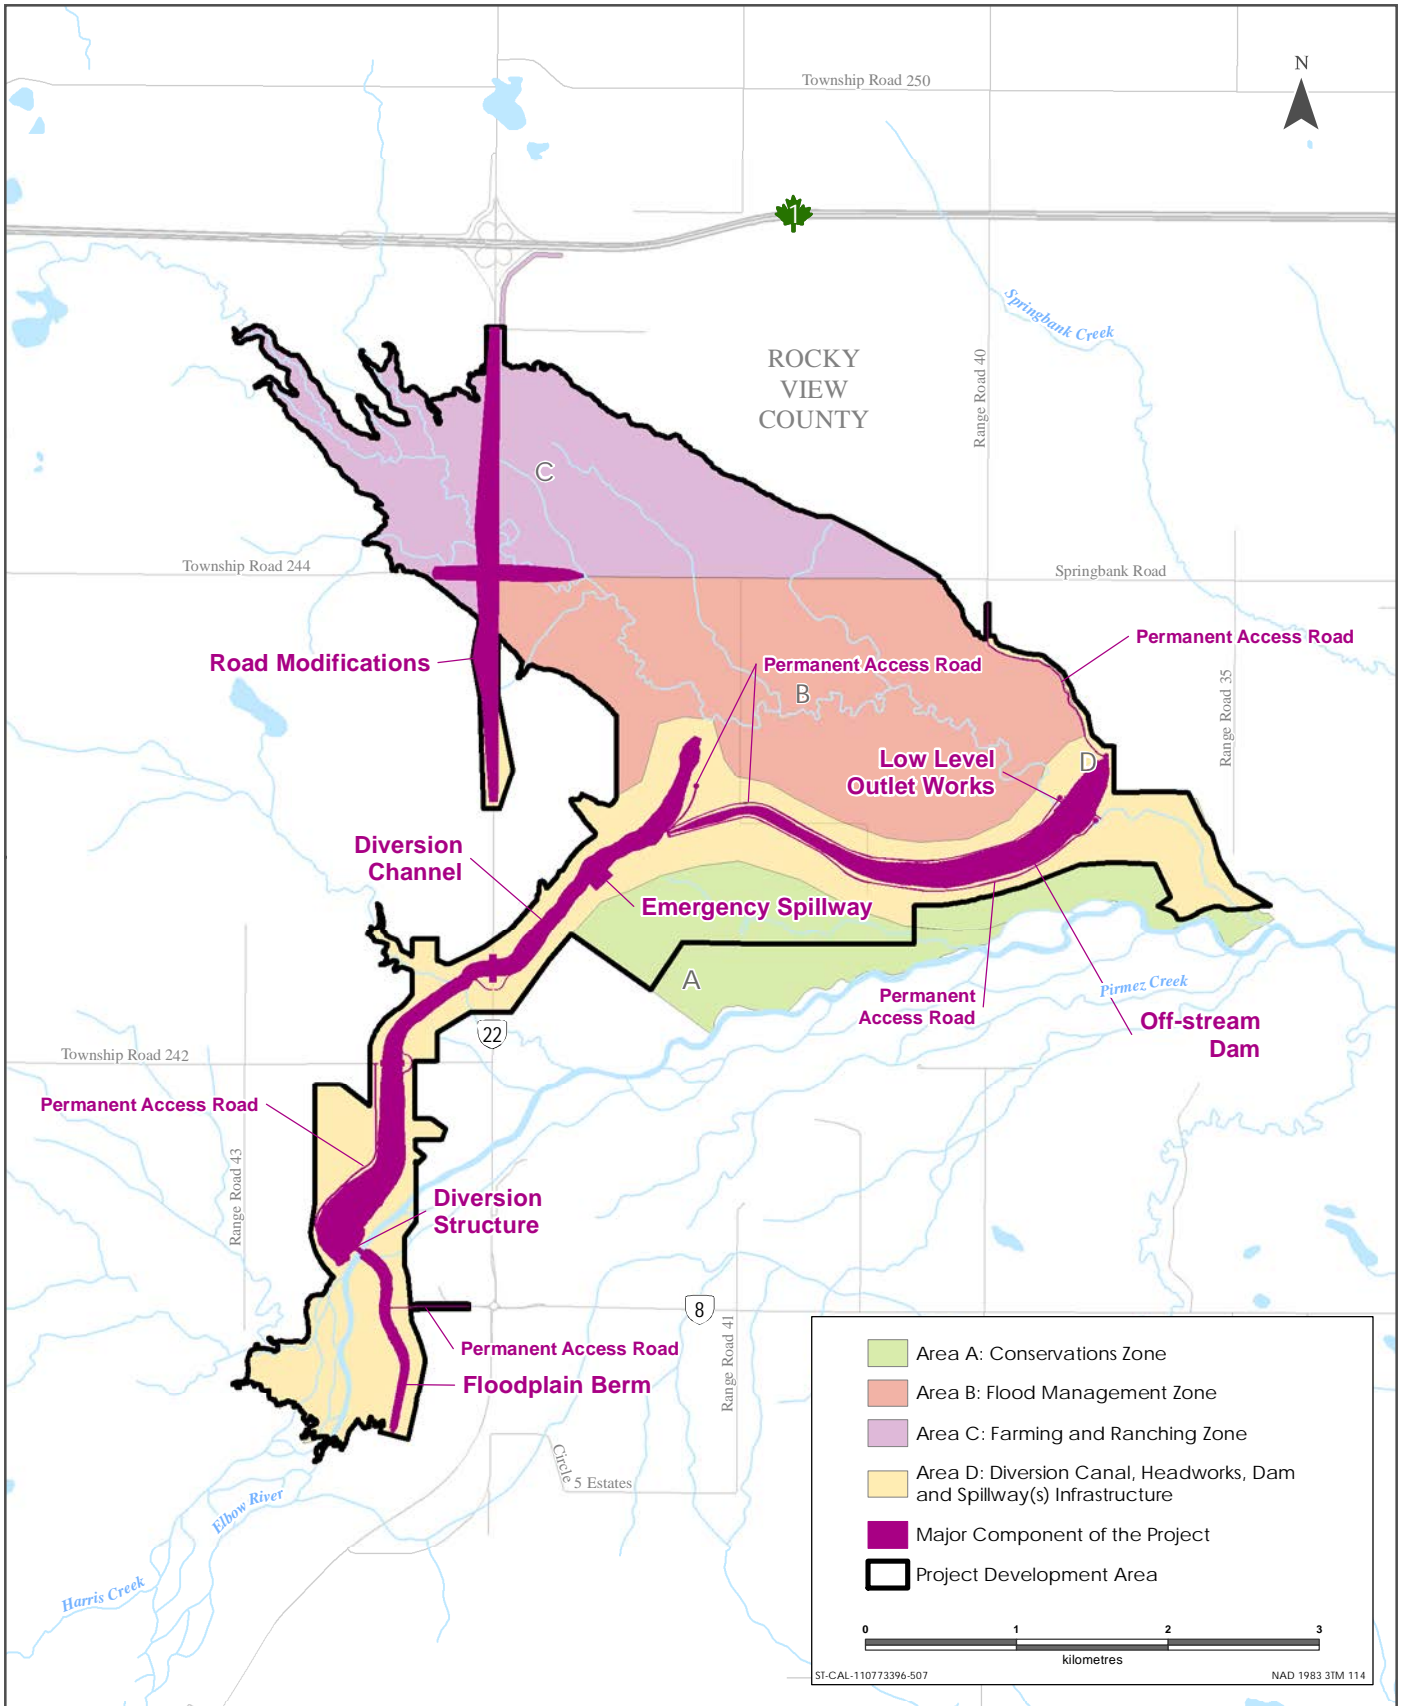 Township Road 250
N
1
Springbank Creek
ROCKY
VIEW
COUNTY
Range Road 40
C
Township Road 244
Springbank Road
Permanent Access Road
Road Modifications
Permanent Access Road
B
Range Road 35
Low Level
Outlet Works
D
Diversion
Channel
Emergency Spillway
A
Permanent
Access Road
Pirmez Creek
Off-stream
Dam
22
Township Road 242
Permanent Access Road
Range Road 43
Diversion
Structure
8
Permanent Access Road
Range Road 41
Floodplain Berm
Circle 5 Estates
Elbow River
Harris Creek
Area A: Conservations Zone
Area B: Flood Management Zone
Area C: Farming and Ranching Zone
Area D: Diversion Canal, Headworks, Dam
and Spillway(s) Infrastructure
Major Component of the Project
Project Development Area
0 1 2 3
kilometres
ST-CAL-110773396-507 NAD 1983 3TM 114